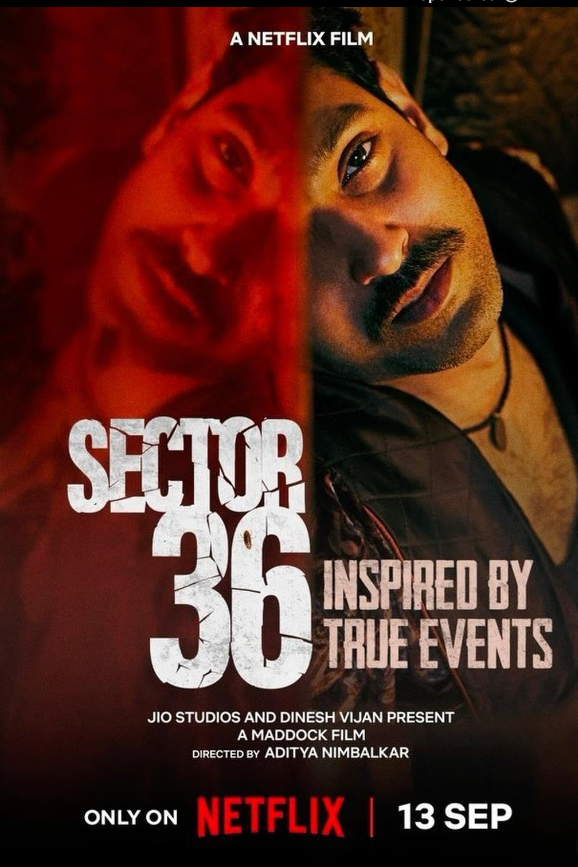 A NETFLIX FILM
SECTOR
36
INSPIRED BY
TRUE EVENTS
JIO STUDIOS AND DINESH VIJAN PRESENT
A MADDOCK FILM
DIRECTED BY ADITYA NIMBALKAR
ONLY ON NETFLIX | 13 SEP